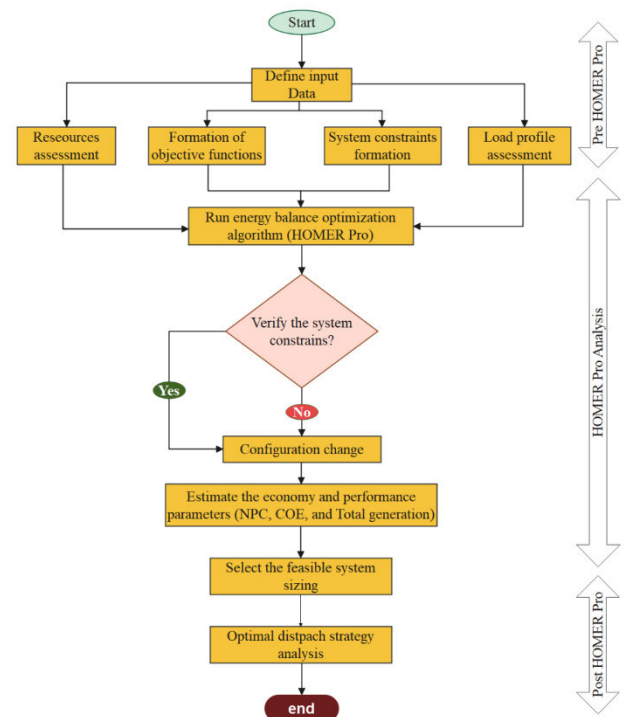 Start
Define input
Data
Reseources
assessment
Formation of
objective functions
System constraints
formation
Load profile
assessment
Pre HOMER Pro
Run energy balance optimization
algorithm (HOMER Pro)
Verify the system
constrains?
Yes
No
Configuration change
Estimate the economy and performance
parameters (NPC, COE, and Total generation)
HOMER Pro Analysis
Select the feasible system
sizing
Optimal distpach strategy
analysis
Post HOMER Pro
end